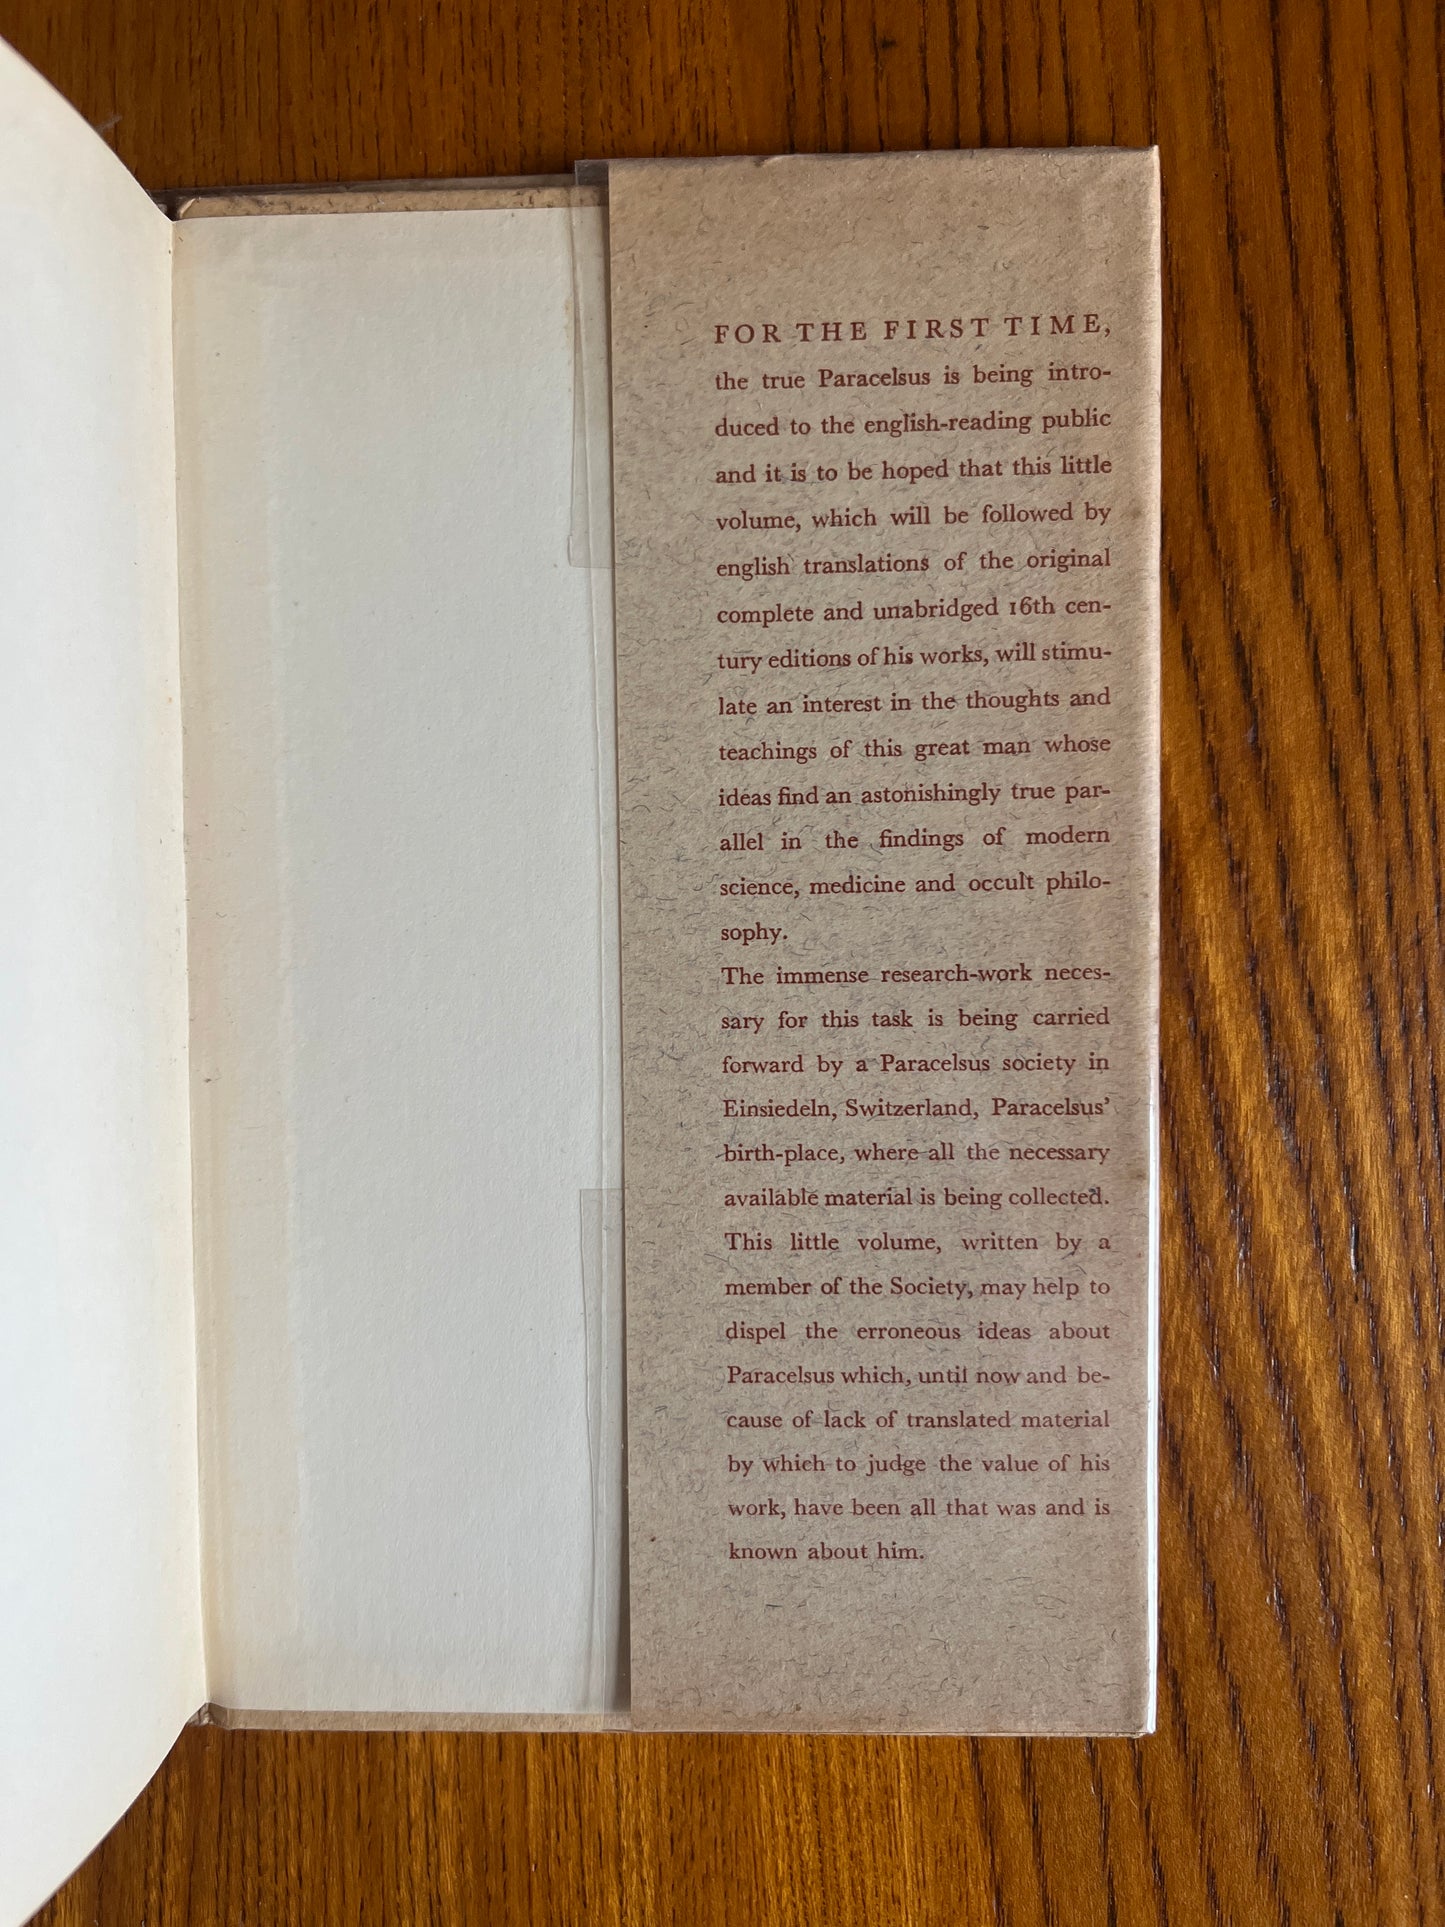 FOR THE FIRST TIME,
the true Paracelsus is being intro-
duced to the english-reading public
and it is to be hoped that this little
volume, which will be followed by
english translations of the original
complete and unabridged 16th cen-
tury editions of his works, will stimu-
late an interest in the thoughts and
teachings of this great man whose
ideas find an astonishingly true par-
allel in the findings of modern
science, medicine and occult philo-
sophy.
The immense research-work neces-
sary for this task is being carried
forward by a Paracelsus society in
Einsiedeln, Switzerland, Paracelsus'
birth-place, where all the necessary
available material is being collected.
This little volume, written by a
member of the Society, may help to
dispel the erroneous ideas about
Paracelsus which, until now and be-
cause of lack of translated material
by which to judge the value of his
work, have been all that was and is
known about him.